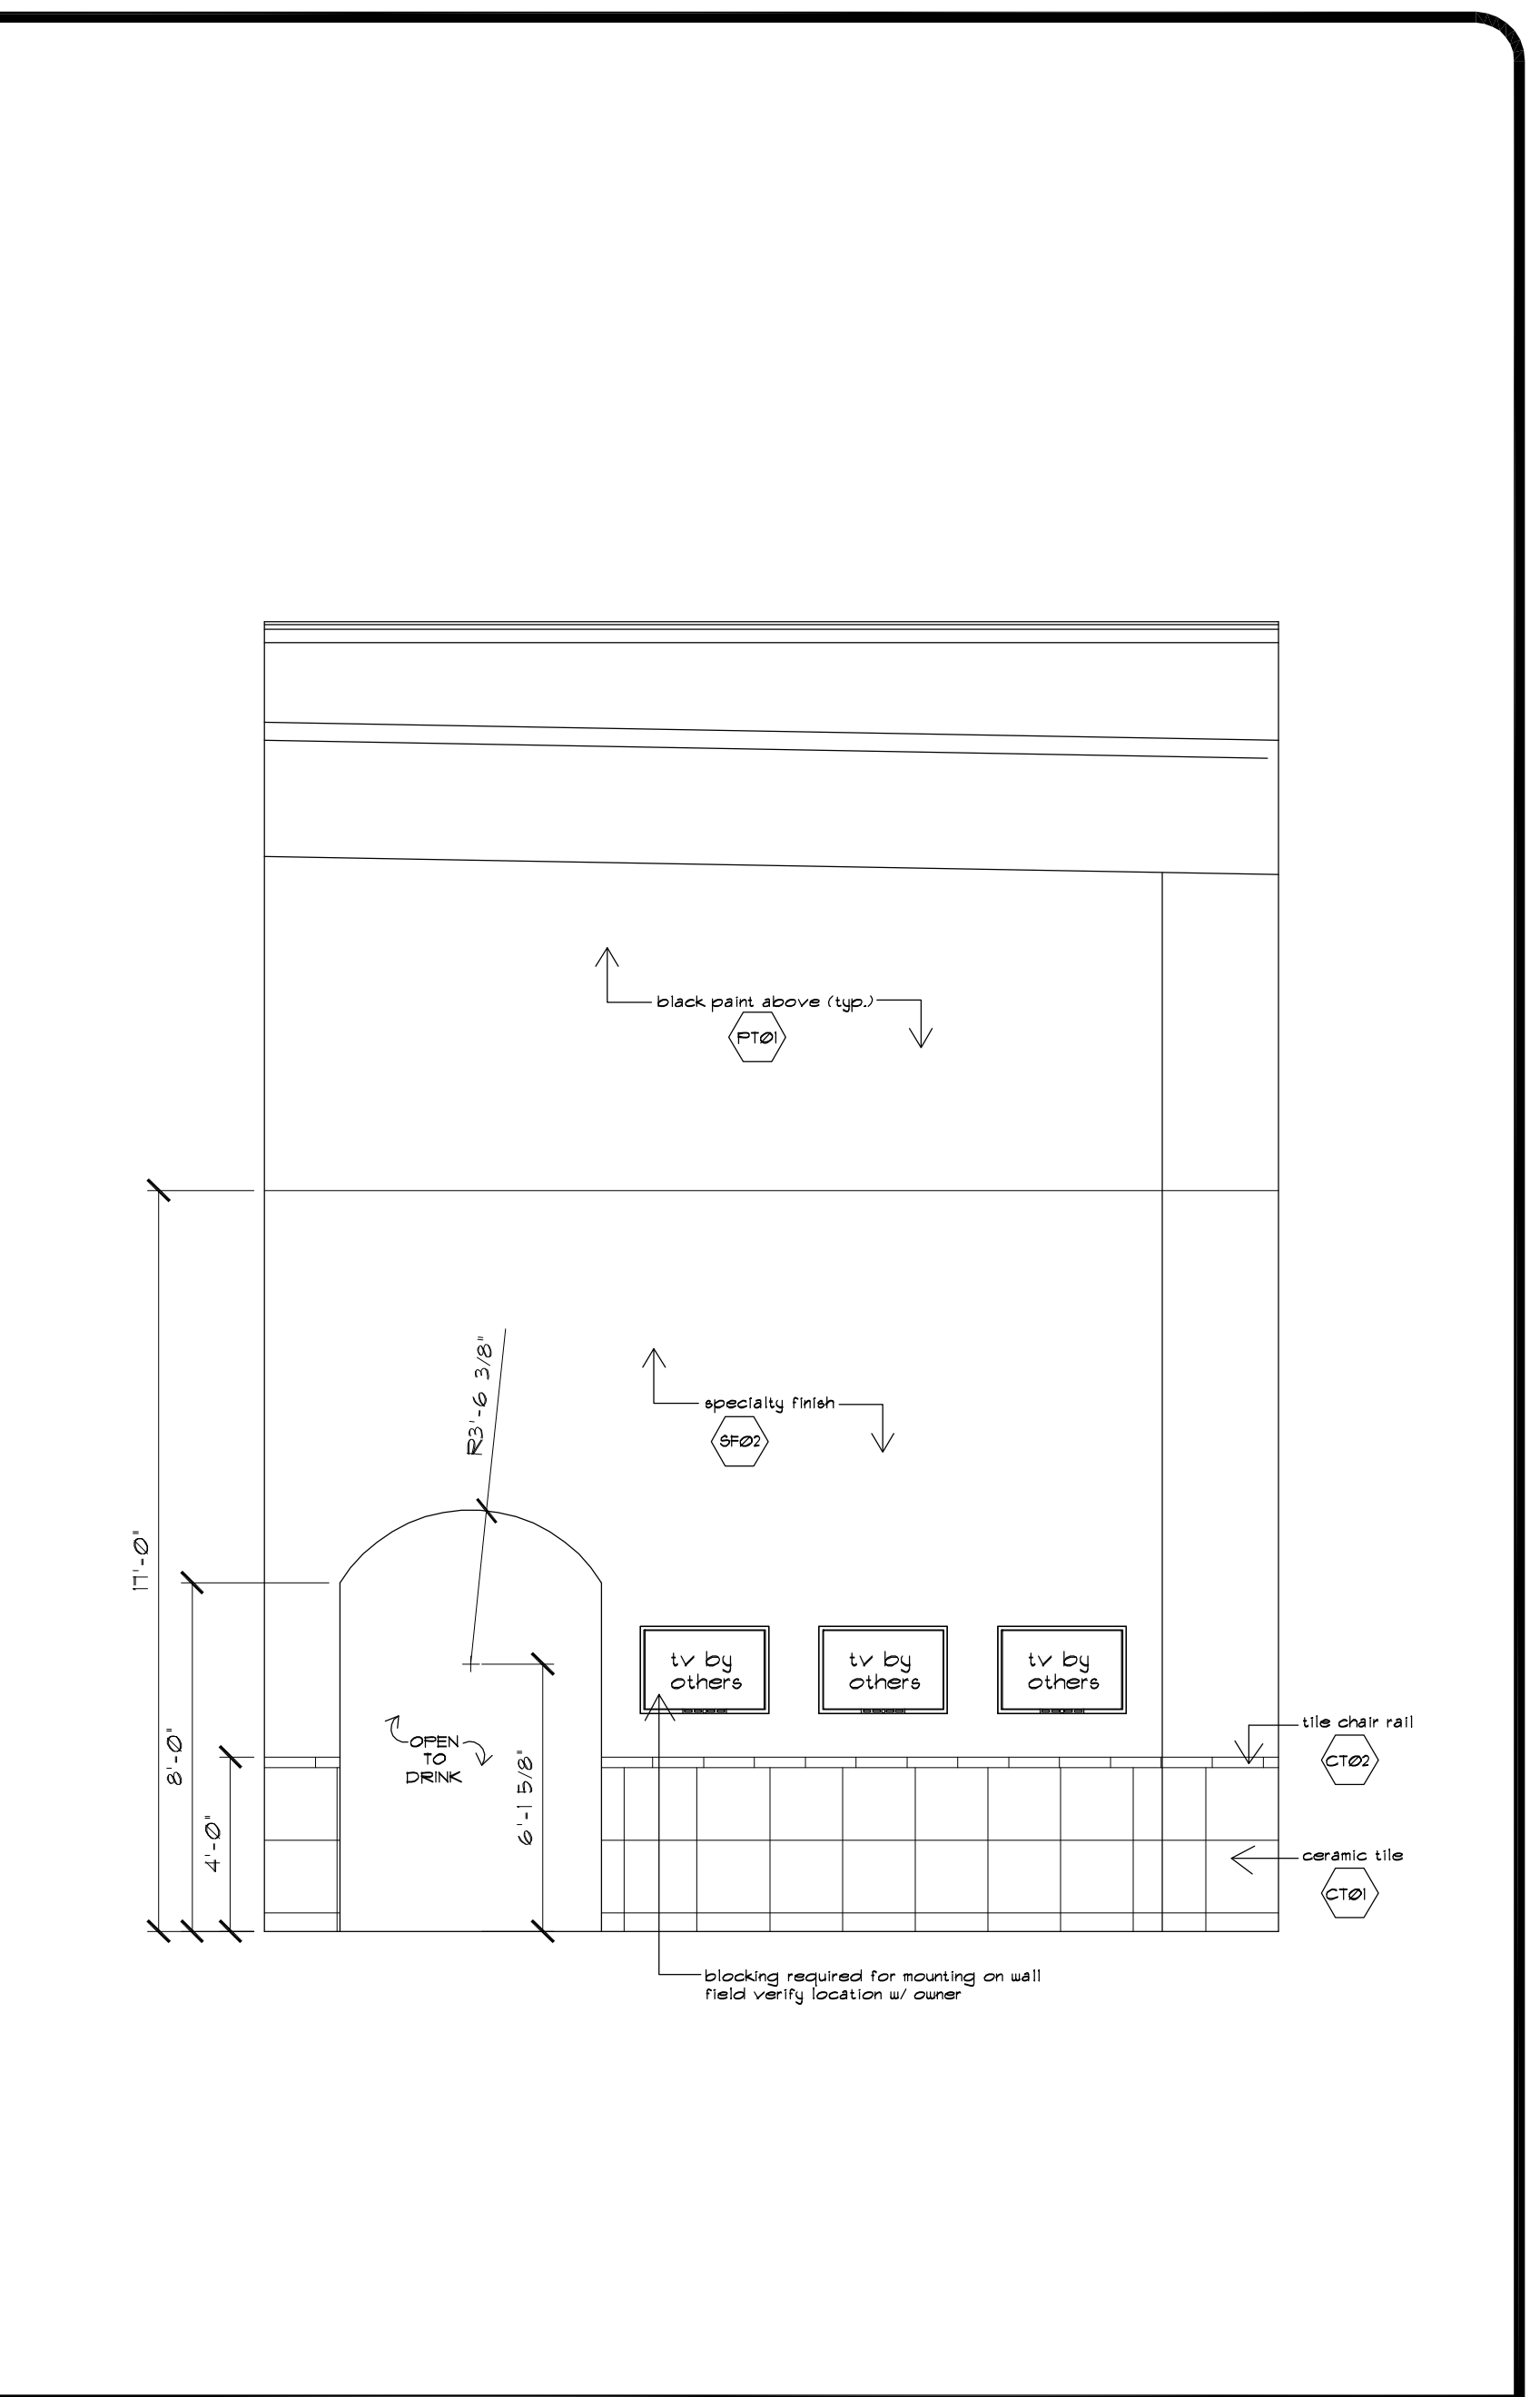 black paint above (typ.)
PTØ1
17'-Ø"
R3'-6 3/8"
specialty finish
SFØ2
8'-Ø"
tv by
others
tv by
others
tv by
others
4'-Ø"
OPEN
TO
DRINK
6'-1 5/8"
tile chair rail
CTØ2
ceramic tile
CTØ1
blocking required for mounting on wall
field verify location w/ owner